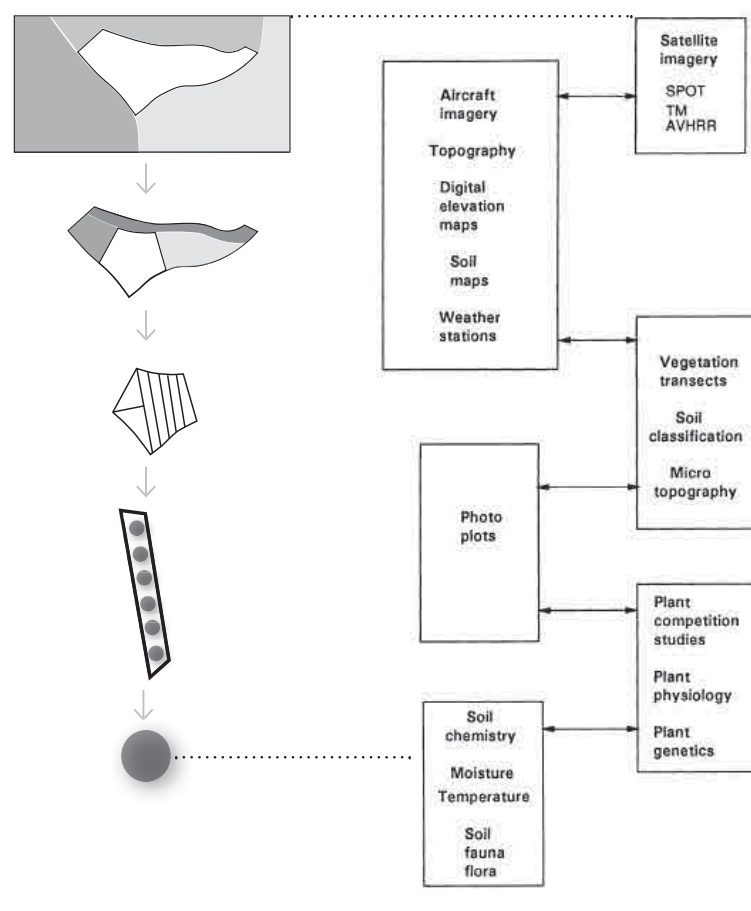 Satellite
imagery
SPOT
TM
AVHRR
Aircraft
imagery
Topography
Digital
elevation
maps
Soil
maps
Weather
stations
Vegetation
transects
Soil
classification
Micro
topography
Photo
plots
Plant
competition
studies
Plant
physiology
Plant
genetics
Soil
chemistry
Moisture
Temperature
Soil
fauna
flora